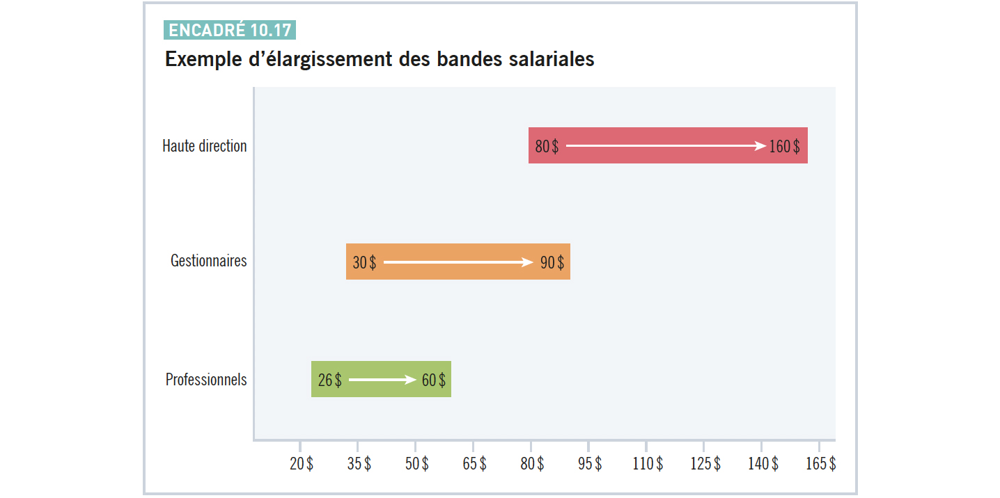 ENCADRÉ 10.17
Exemple d’élargissement des bandes salariales
Haute direction
80 $ 160 $
Gestionnaires
30 $ 90 $
Professionnels
26 $ 60 $
20 $ 35 $ 50 $ 65 $ 80 $ 95 $ 110 $ 125 $ 140 $ 165 $